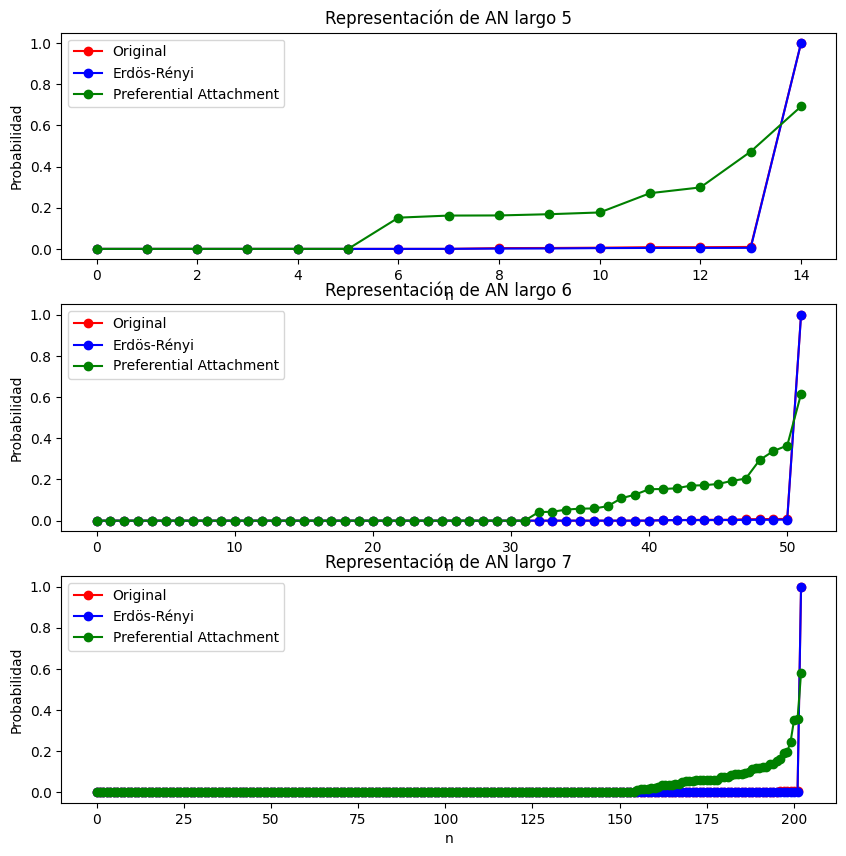 Representación de AN largo 5
Original
Erdös-Rényi
Preferential Attachment
Probabilidad
1.0
0.8
0.6
0.4
0.2
0.0
0 2 4 6 8 10 12 14
n
Representación de AN largo 6
Original
Erdös-Rényi
Preferential Attachment
Probabilidad
1.0
0.8
0.6
0.4
0.2
0.0
0 10 20 30 40 50
n
Representación de AN largo 7
Original
Erdös-Rényi
Preferential Attachment
Probabilidad
1.0
0.8
0.6
0.4
0.2
0.0
0 25 50 75 100 125 150 175 200
n